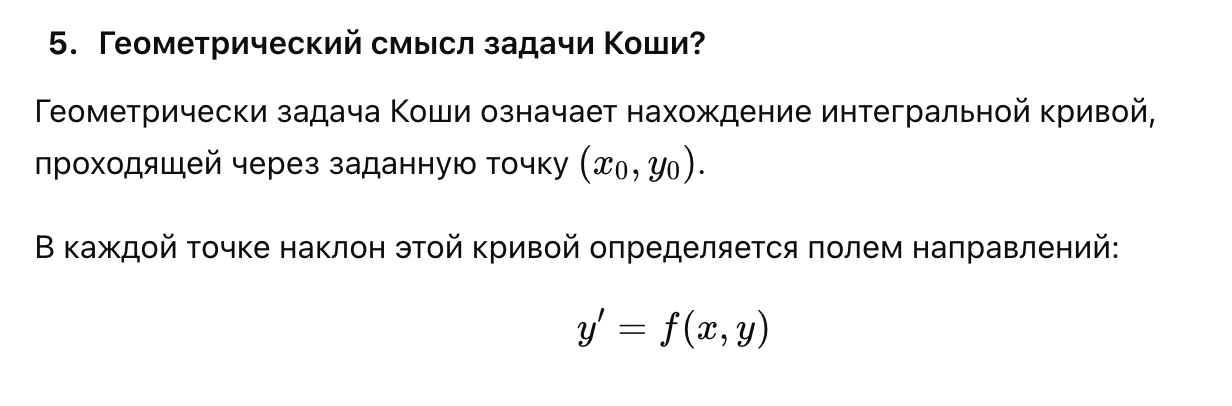 5. Геометрический смысл задачи Коши?
Геометрически задача Коши означает нахождение интегральной кривой,
проходящей через заданную точку (x₀, y₀).
В каждой точке наклон этой кривой определяется полем направлений:
y′ = f(x, y)